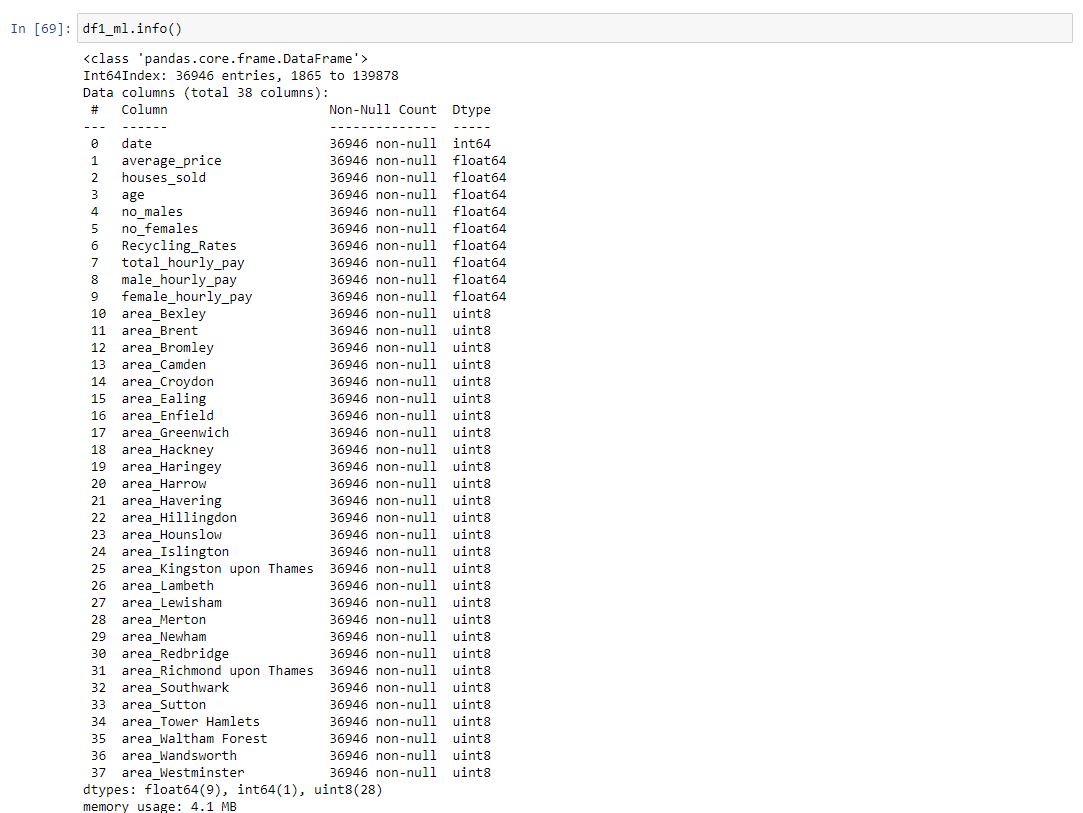 In [69]: df1_ml.info()
<class 'pandas.core.frame.DataFrame'>
Int64Index: 36946 entries, 1865 to 139878
Data columns (total 38 columns):
 #   Column                     Non-Null Count  Dtype
---  ------                     --------------  -----
 0   date                       36946 non-null  int64
 1   average_price              36946 non-null  float64
 2   houses_sold                36946 non-null  float64
 3   age                        36946 non-null  float64
 4   no_males                   36946 non-null  float64
 5   no_females                 36946 non-null  float64
 6   Recycling_Rates            36946 non-null  float64
 7   total_hourly_pay           36946 non-null  float64
 8   male_hourly_pay            36946 non-null  float64
 9   female_hourly_pay          36946 non-null  float64
 10  area_Bexley                36946 non-null  uint8
 11  area_Brent                 36946 non-null  uint8
 12  area_Bromley               36946 non-null  uint8
 13  area_Camden                36946 non-null  uint8
 14  area_Croydon               36946 non-null  uint8
 15  area_Ealing                36946 non-null  uint8
 16  area_Enfield               36946 non-null  uint8
 17  area_Greenwich             36946 non-null  uint8
 18  area_Hackney               36946 non-null  uint8
 19  area_Haringey              36946 non-null  uint8
 20  area_Harrow                36946 non-null  uint8
 21  area_Havering              36946 non-null  uint8
 22  area_Hillingdon            36946 non-null  uint8
 23  area_Hounslow              36946 non-null  uint8
 24  area_Islington             36946 non-null  uint8
 25  area_Kingston upon Thames  36946 non-null  uint8
 26  area_Lambeth               36946 non-null  uint8
 27  area_Lewisham              36946 non-null  uint8
 28  area_Merton                36946 non-null  uint8
 29  area_Newham                36946 non-null  uint8
 30  area_Redbridge             36946 non-null  uint8
 31  area_Richmond upon Thames  36946 non-null  uint8
 32  area_Southwark             36946 non-null  uint8
 33  area_Sutton                36946 non-null  uint8
 34  area_Tower Hamlets         36946 non-null  uint8
 35  area_Waltham Forest        36946 non-null  uint8
 36  area_Wandsworth            36946 non-null  uint8
 37  area_Westminster           36946 non-null  uint8
dtypes: float64(9), int64(1), uint8(28)
memory usage: 4.1 MB